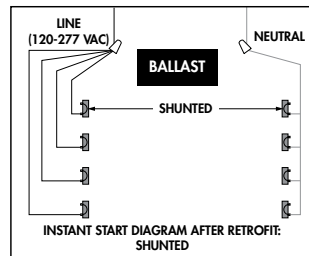 LINE
(120-277 VAC)
NEUTRAL
BALLAST
SHUNTED
INSTANT START DIAGRAM AFTER RETROFIT:
SHUNTED